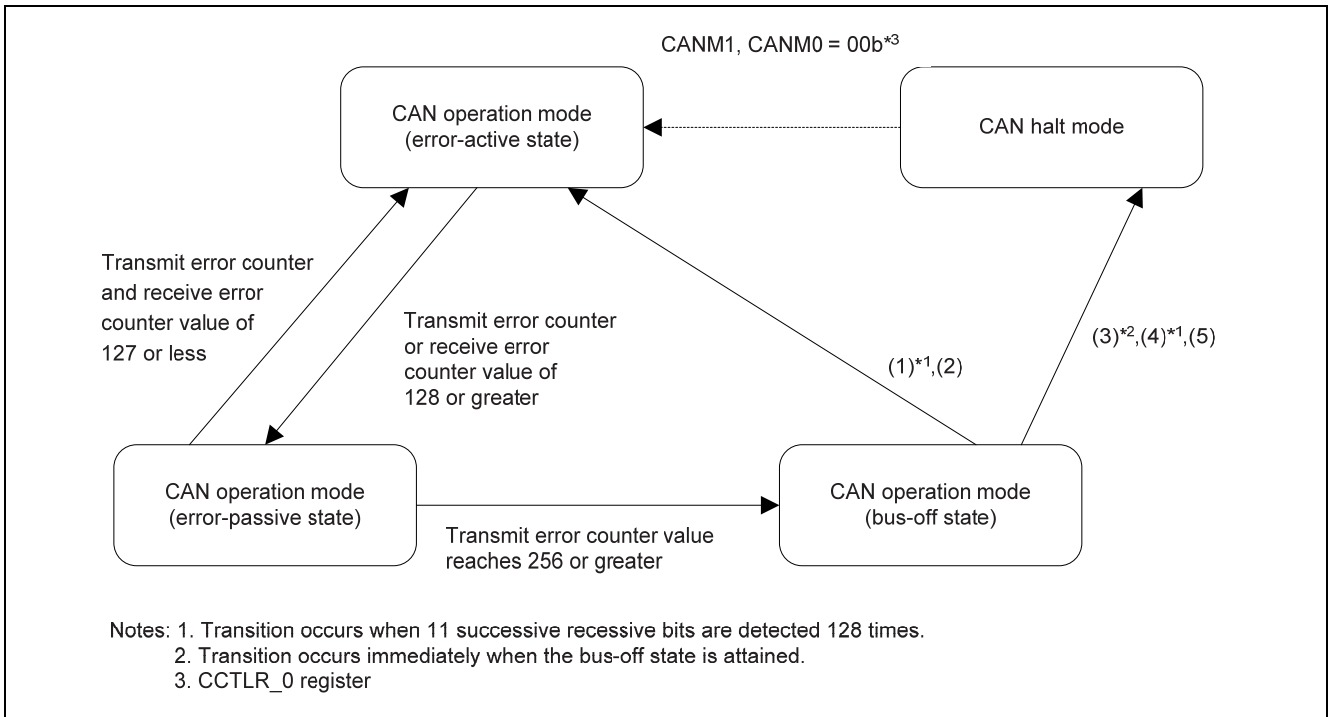 CANM1, CANM0 = 00b*3
CAN operation mode
(error-active state)
CAN halt mode
Transmit error counter
and receive error
counter value of
127 or less
Transmit error counter
or receive error
counter value of
128 or greater
(1)*1,(2)
(3)*2,(4)*1,(5)
CAN operation mode
(error-passive state)
Transmit error counter value
reaches 256 or greater
CAN operation mode
(bus-off state)
Notes: 1. Transition occurs when 11 successive recessive bits are detected 128 times.
2. Transition occurs immediately when the bus-off state is attained.
3. CCTLR_0 register